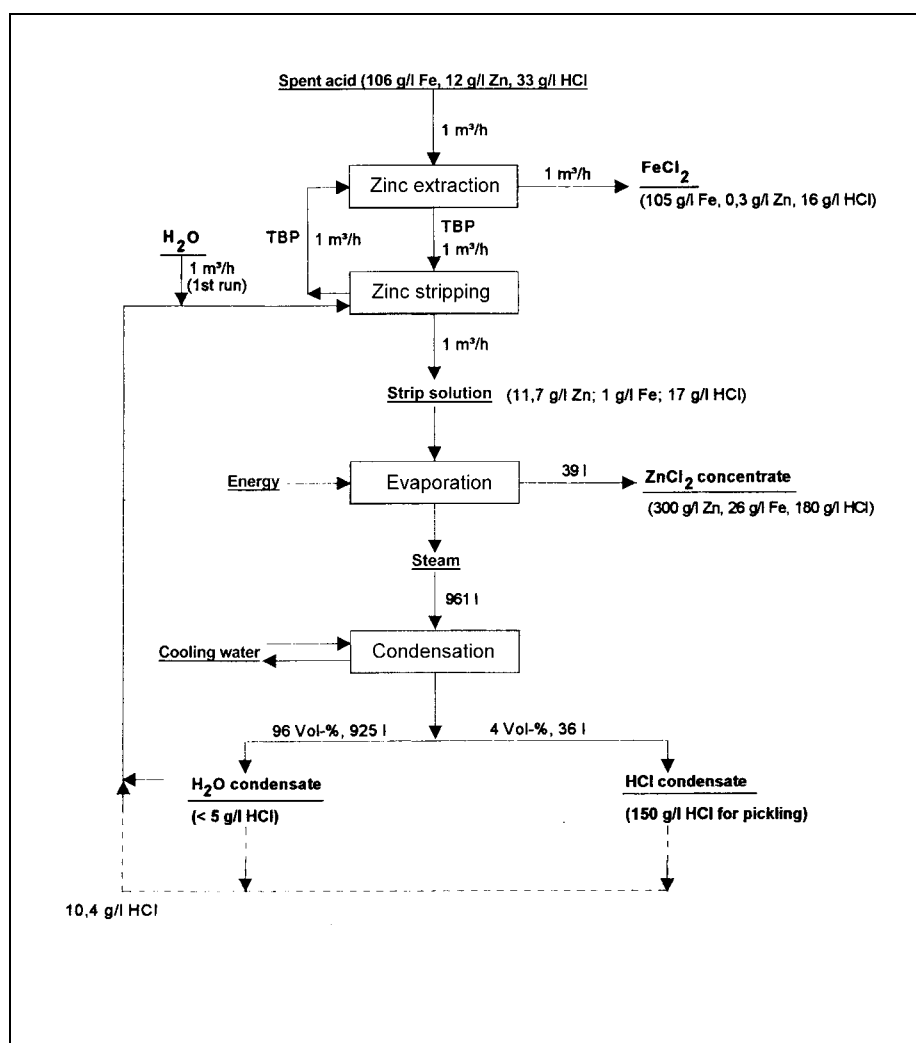 Spent acid (106 g/l Fe, 12 g/l Zn, 33 g/l HCl
1 m³/h
Zinc extraction
1 m³/h
FeCl₂
(105 g/l Fe, 0,3 g/l Zn, 16 g/l HCl)
H₂O
1 m³/h
(1st run)
TBP
1 m³/h
TBP
1 m³/h
Zinc stripping
1 m³/h
Strip solution (11,7 g/l Zn; 1 g/l Fe; 17 g/l HCl)
Energy
Evaporation
39 l
ZnCl₂ concentrate
(300 g/l Zn, 26 g/l Fe, 180 g/l HCl)
Steam
961 l
Cooling water
Condensation
96 Vol-%, 925 l
4 Vol-%, 36 l
H₂O condensate
(< 5 g/l HCl)
HCl condensate
(150 g/l HCl for pickling)
10,4 g/l HCl